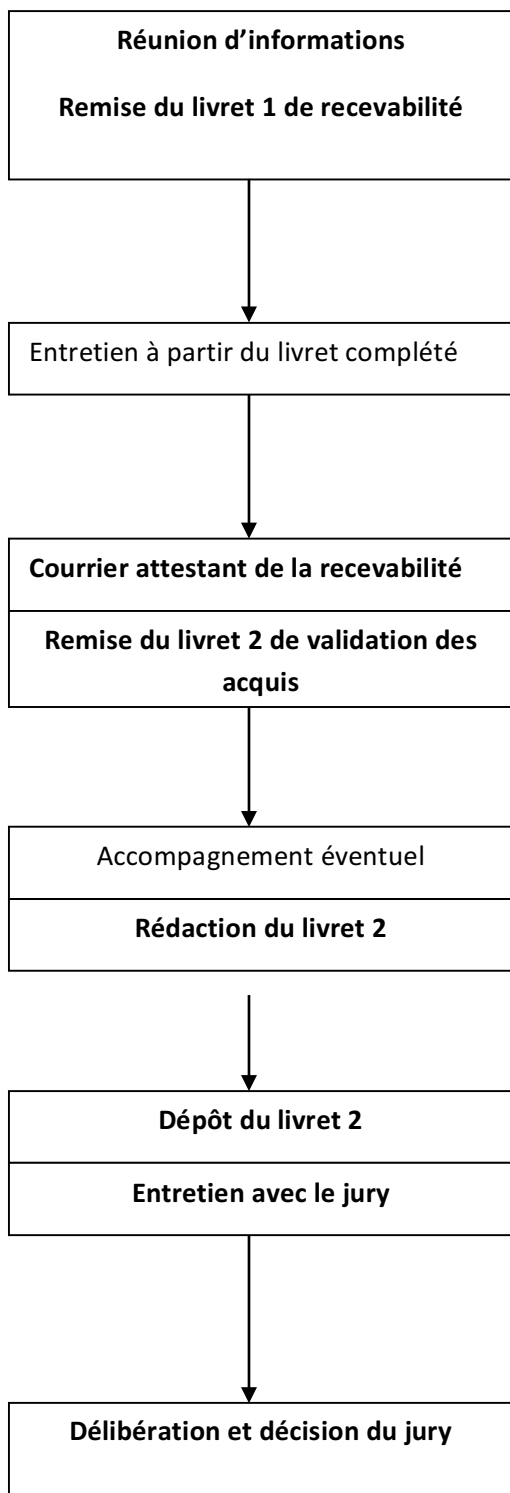 Réunion d’informations
Remise du livret 1 de recevabilité
Entretien à partir du livret complété
Courrier attestant de la recevabilité
Remise du livret 2 de validation des
acquis
Accompagnement éventuel
Rédaction du livret 2
Dépôt du livret 2
Entretien avec le jury
Délibération et décision du jury